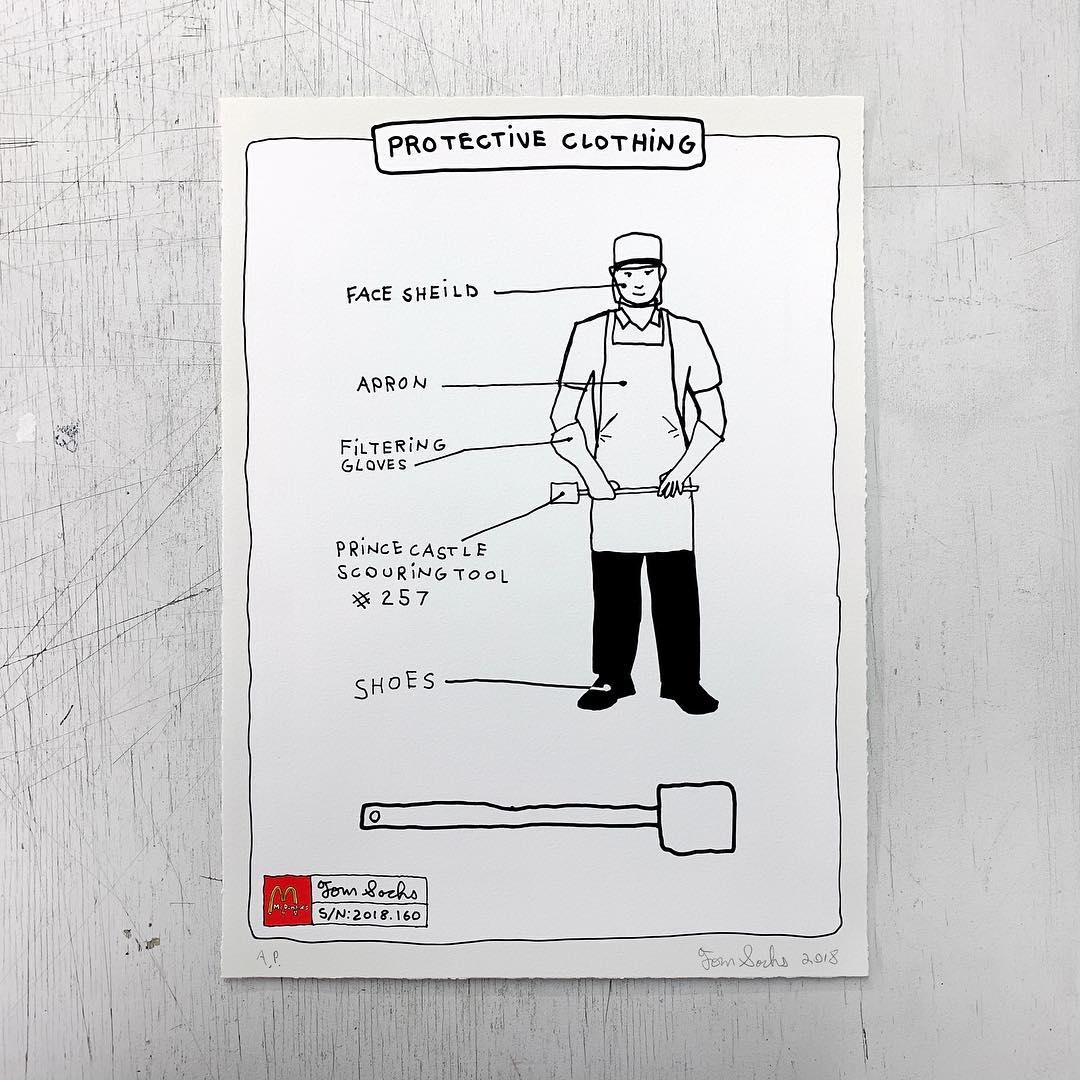 PROTECTIVE CLOTHING
FACE SHEILD
APRON
FILTERING
GLOVES
PRINCE CASTLE
SCOURING TOOL
# 257
SHOES
McDonald's
Tom Sachs
S/N:2018.160
A.P.
Tom Sachs 2018